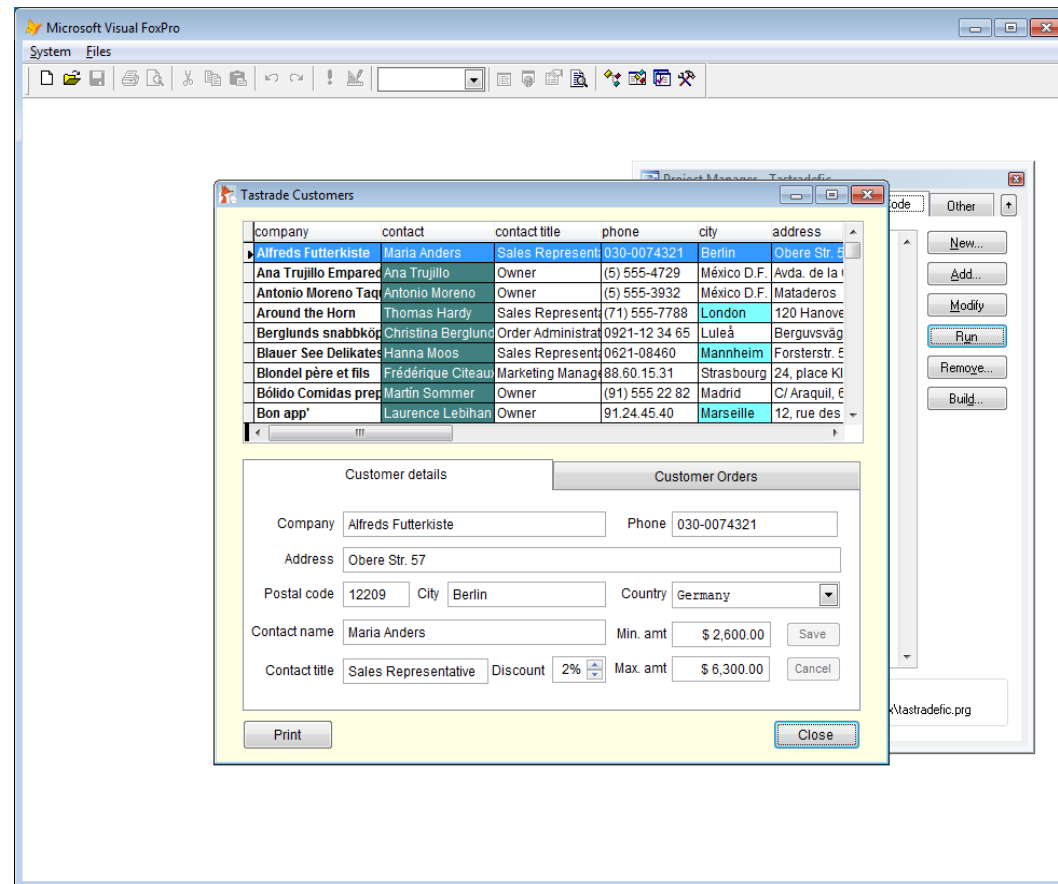 Microsoft Visual FoxPro
System Files
Project Manager - Tastradefic
Tastrade Customers
Code Other
company contact contact title phone city address
Alfreds Futterkiste Maria Anders Sales Represent 030-0074321 Berlin Obere Str. 5
Ana Trujillo Empared Ana Trujillo Owner (5) 555-4729 México D.F. Avda. de la
Antonio Moreno Taq Antonio Moreno Owner (5) 555-3932 México D.F. Mataderos
Around the Horn Thomas Hardy Sales Represent (71) 555-7788 London 120 Hanove
Berglunds snabbköp Christina Berglund Order Administrat 0921-12 34 65 Luleå Berguvsväg
Blauer See Delikates Hanna Moos Sales Represent 0621-08460 Mannheim Forsterstr. 5
Blondel père et fils Frédérique Citeau Marketing Manage 88.60.15.31 Strasbourg 24, place Kl
Bólido Comidas prep Martín Sommer Owner (91) 555 22 82 Madrid C/ Araquil, 6
Bon app' Laurence Lebihan Owner 91.24.45.40 Marseille 12, rue des
New...
Add...
Modify
Run
Remove...
Build...
Customer details Customer Orders
Company Alfreds Futterkiste Phone 030-0074321
Address Obere Str. 57
Postal code 12209 City Berlin Country Germany
Contact name Maria Anders Min. amt $ 2,600.00 Save
Contact title Sales Representative Discount 2% Max. amt $ 6,300.00 Cancel
x\tastradefic.prg
Print Close